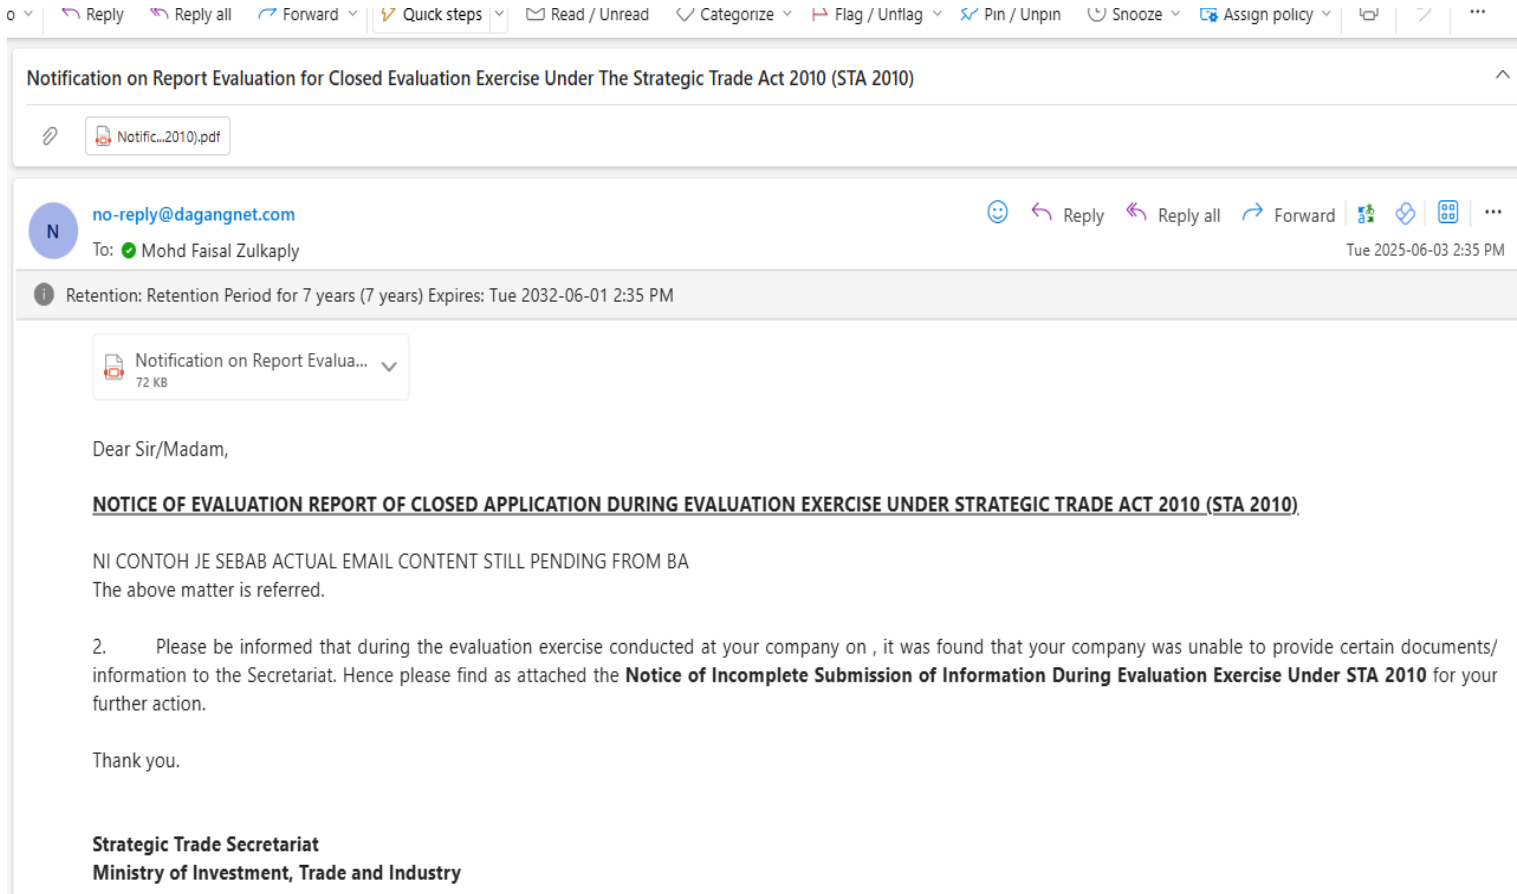 Reply Reply all Forward Quick steps Read / Unread Categorize Flag / Unflag Pin / Unpin Snooze Assign policy ...
Notification on Report Evaluation for Closed Evaluation Exercise Under The Strategic Trade Act 2010 (STA 2010)
Notific...2010).pdf
N
no-reply@dagangnet.com
Reply Reply all Forward ...
To: Mohd Faisal Zulkaply
Tue 2025-06-03 2:35 PM
Retention: Retention Period for 7 years (7 years) Expires: Tue 2032-06-01 2:35 PM
Notification on Report Evalua...
72 KB
Dear Sir/Madam,
NOTICE OF EVALUATION REPORT OF CLOSED APPLICATION DURING EVALUATION EXERCISE UNDER STRATEGIC TRADE ACT 2010 (STA 2010)
NI CONTOH JE SEBAB ACTUAL EMAIL CONTENT STILL PENDING FROM BA
The above matter is referred.
2. Please be informed that during the evaluation exercise conducted at your company on , it was found that your company was unable to provide certain documents/
information to the Secretariat. Hence please find as attached the Notice of Incomplete Submission of Information During Evaluation Exercise Under STA 2010 for your
further action.
Thank you.
Strategic Trade Secretariat
Ministry of Investment, Trade and Industry